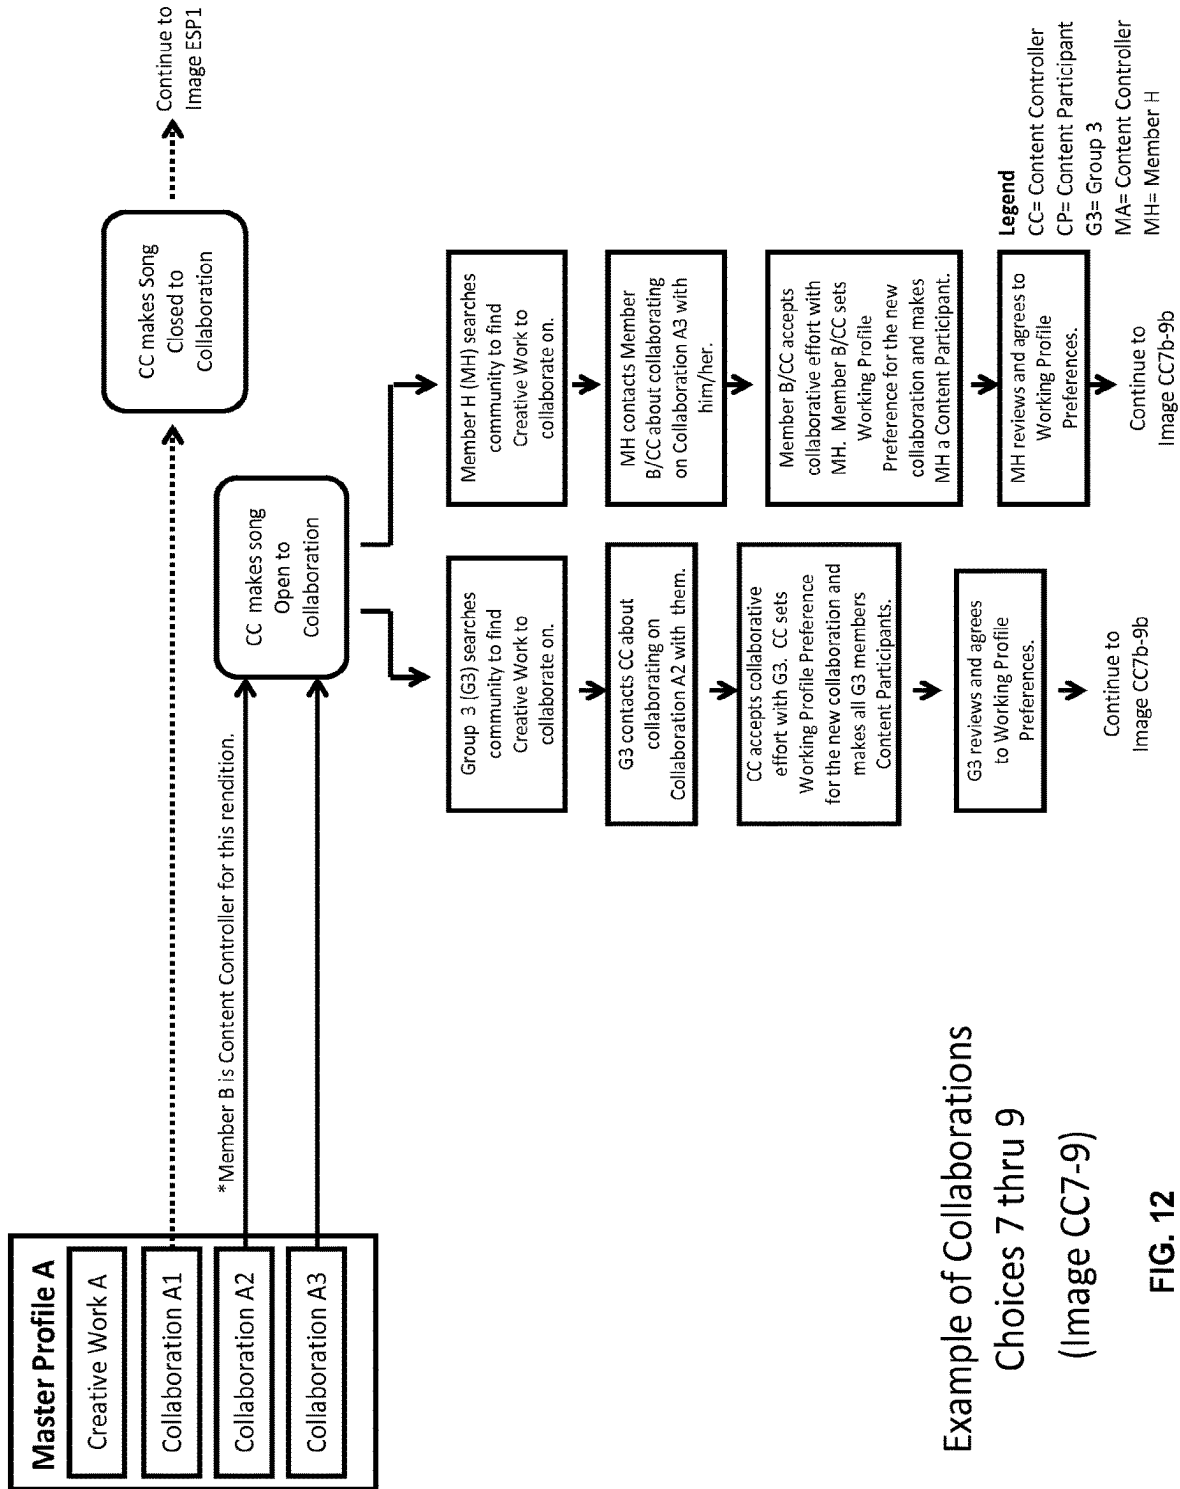 Master Profile A
Creative Work A
Collaboration A1
Collaboration A2
Collaboration A3
*Member B is Content Controller for this rendition.
CC makes Song
Closed to
Collaboration
Continue to
Image ESP1
CC makes song
Open to
Collaboration
Group 3 (G3) searches
community to find
Creative Work to
collaborate on.
G3 contacts CC about
collaborating on
Collaboration A2 with them.
CC accepts collaborative
effort with G3. CC sets
Working Profile Preference
for the new collaboration and
makes all G3 members
Content Participants.
G3 reviews and agrees
to Working Profile
Preferences.
Continue to
Image CC7b-9b
Member H (MH) searches
community to find
Creative Work to
collaborate on.
MH contacts Member
B/CC about collaborating
on Collaboration A3 with
him/her.
Member B/CC accepts
collaborative effort with
MH. Member B/CC sets
Working Profile
Preference for the new
collaboration and makes
MH a Content Participant.
MH reviews and agrees to
Working Profile
Preferences.
Continue to
Image CC7b-9b
Legend
CC= Content Controller
CP= Content Participant
G3= Group 3
MA= Content Controller
MH= Member H
Example of Collaborations
Choices 7 thru 9
(Image CC7-9)
FIG. 12